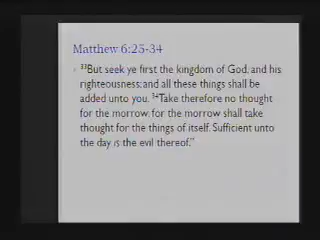 Matthew 6:25-34
33But seek ye first the kingdom of God, and his
righteousness; and all these things shall be
added unto you. 34Take therefore no thought
for the morrow: for the morrow shall take
thought for the things of itself. Sufficient unto
the day is the evil thereof."